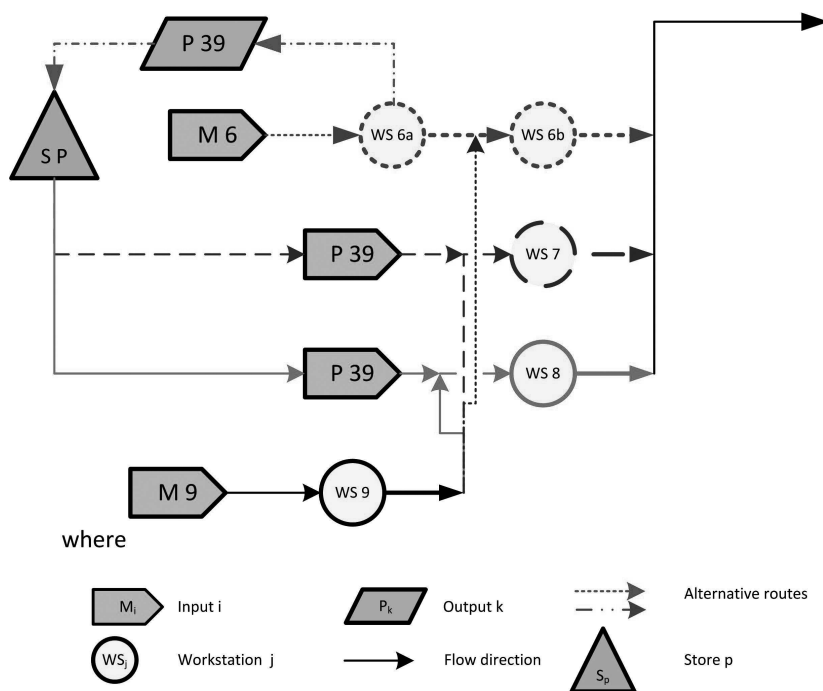 P 39
M 6
WS 6a
WS 6b
S P
P 39
WS 7
P 39
WS 8
M 9
WS 9
where
Mi Input i
Pk Output k
Alternative routes
WSj Workstation j
Flow direction
Sp Store p